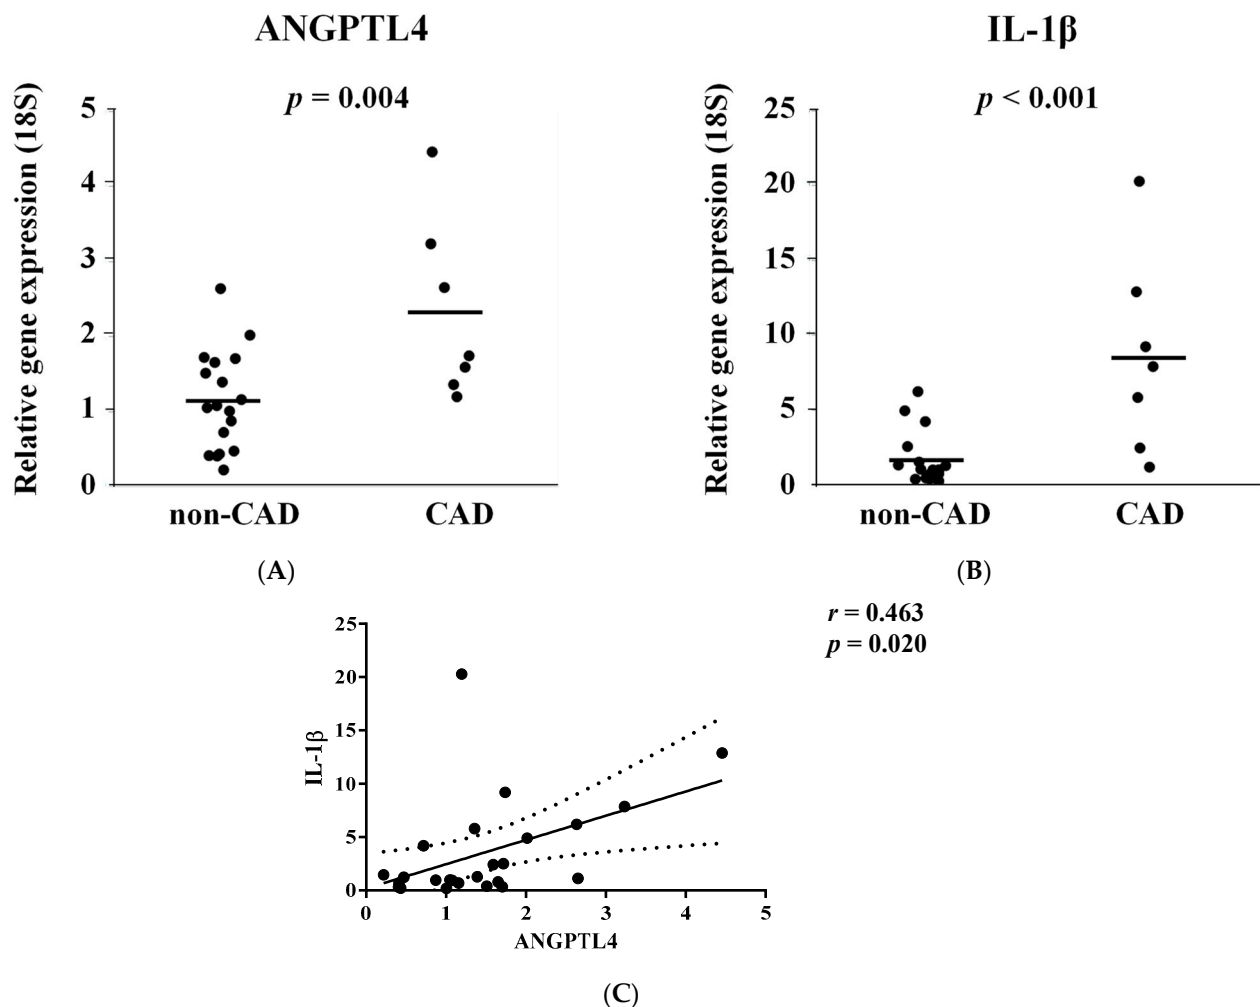 ANGPTL4
p = 0.004
Relative gene expression (18S)
5
4
3
2
1
0
non-CAD
CAD
(A)
IL-1β
p < 0.001
Relative gene expression (18S)
25
20
15
10
5
0
non-CAD
CAD
(B)
r = 0.463
p = 0.020
IL-1β
25
20
15
10
5
0
0 1 2 3 4 5
ANGPTL4
(C)